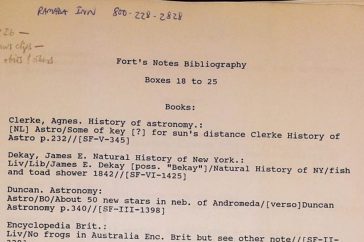 RAMADA INN 800-228-2828
Fort's Notes Bibliography
Boxes 18 to 25
Books:
Clerke, Agnes. History of astronomy.:
[NL] Astro/Some of key [?] for sun's distance Clerke History of
Astro p.232//[SF-V-345]
Dekay, James E. Natural History of New York.:
Liv/Lib/James E. Dekay [poss. "Bekay"]/Natural History of NY/fish
and toad shower 1842//[SF-VI-1425]
Duncan. Astronomy:
Astro/BO/About 50 new stars in neb. of Andromeda/[verso]Duncan
Astronomy p.340//[SF-III-1398]
Encyclopedia Brit.:
Liv/No frogs in Australia Enc. Brit but see other note//[SF-II-